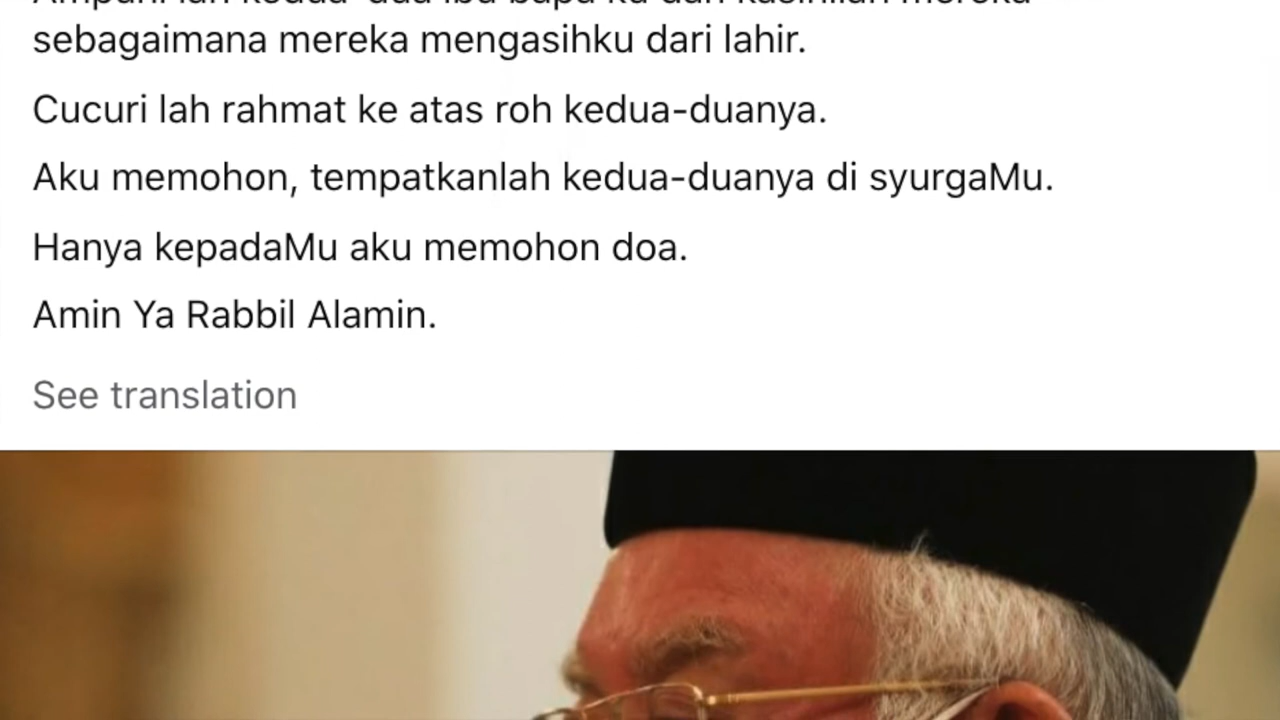 sebagaimana mereka mengasihku dari lahir.
Cucuri lah rahmat ke atas roh kedua-duanya.
Aku memohon, tempatkanlah kedua-duanya di syurgaMu.
Hanya kepadaMu aku memohon doa.
Amin Ya Rabbil Alamin.
See translation